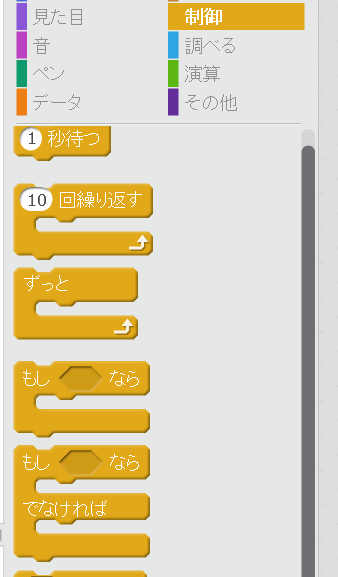 見た目 制御
音 調べる
ペン 演算
データ その他
1 秒待つ
10 回繰り返す
ずっと
もし なら
もし なら
でなければ